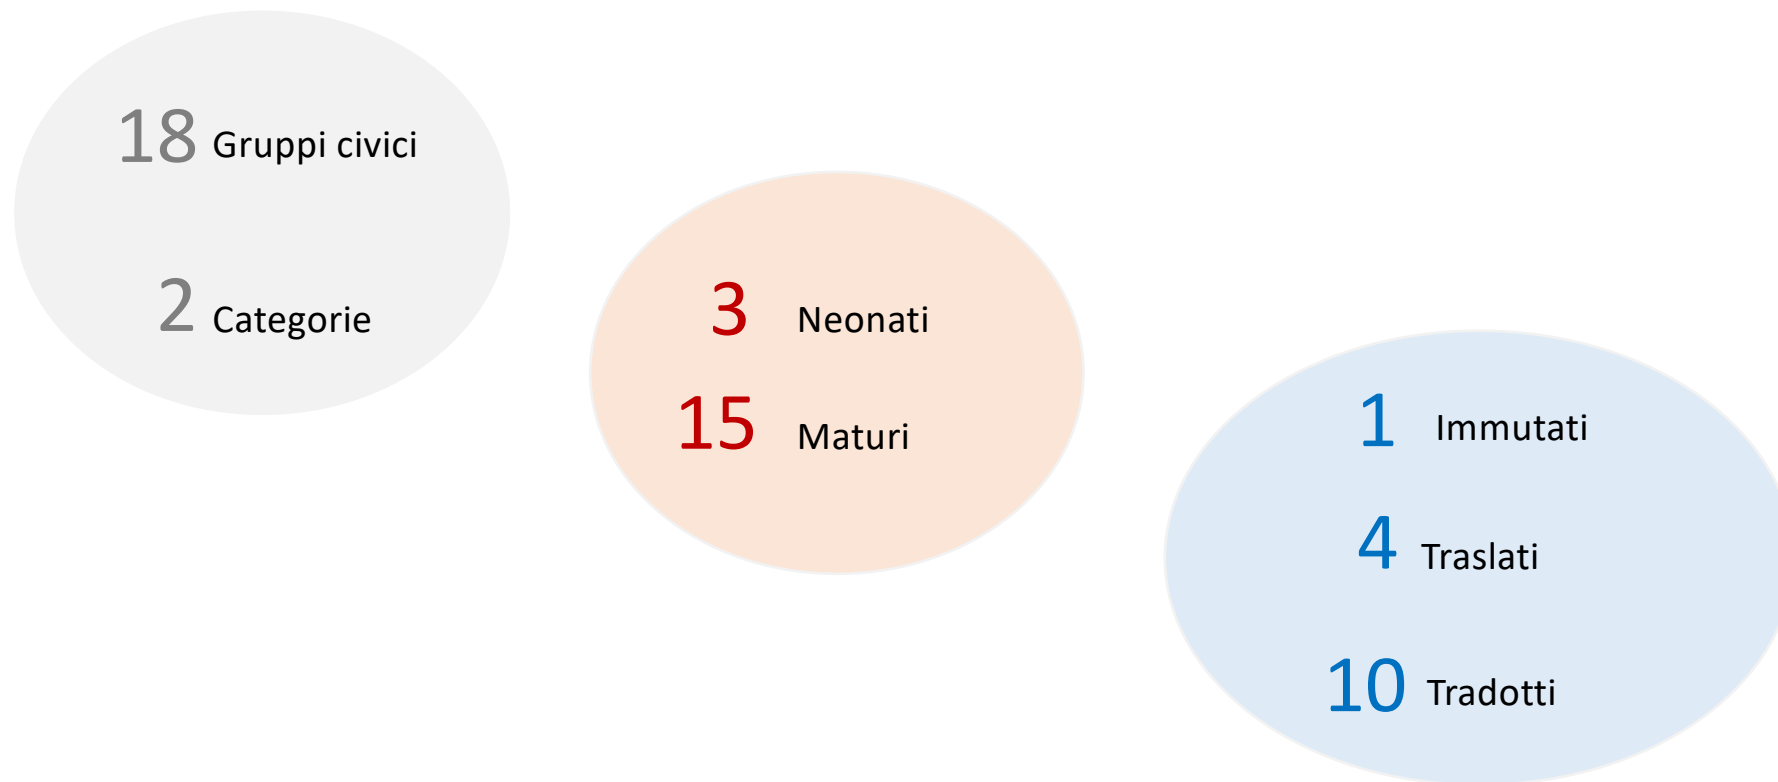 18 Gruppi civici
2 Categorie
3 Neonati
15 Maturi
1 Immutati
4 Traslati
10 Tradotti